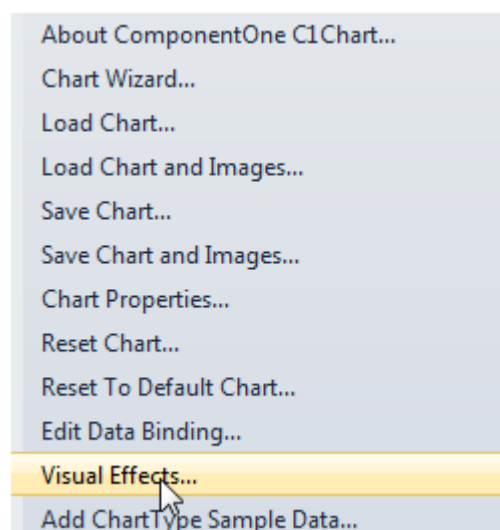 About ComponentOne C1Chart...
Chart Wizard...
Load Chart...
Load Chart and Images...
Save Chart...
Save Chart and Images...
Chart Properties...
Reset Chart...
Reset To Default Chart...
Edit Data Binding...
Visual Effects...
Add ChartType Sample Data...